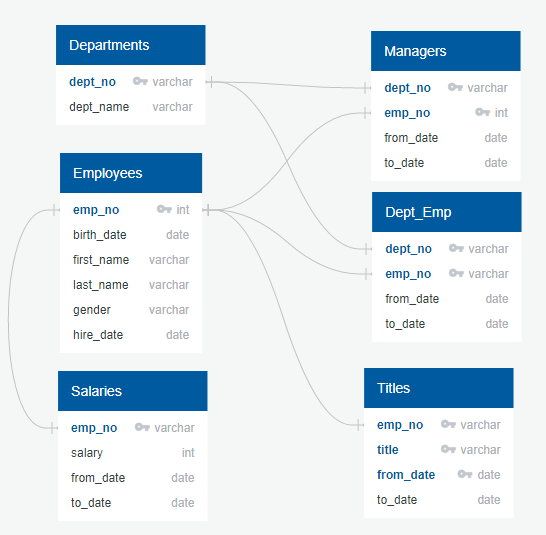 Departments
dept_no varchar
dept_name varchar
Employees
emp_no int
birth_date date
first_name varchar
last_name varchar
gender varchar
hire_date date
Salaries
emp_no varchar
salary int
from_date date
to_date date
Managers
dept_no varchar
emp_no int
from_date date
to_date date
Dept_Emp
dept_no varchar
emp_no varchar
from_date date
to_date date
Titles
emp_no varchar
title varchar
from_date date
to_date date